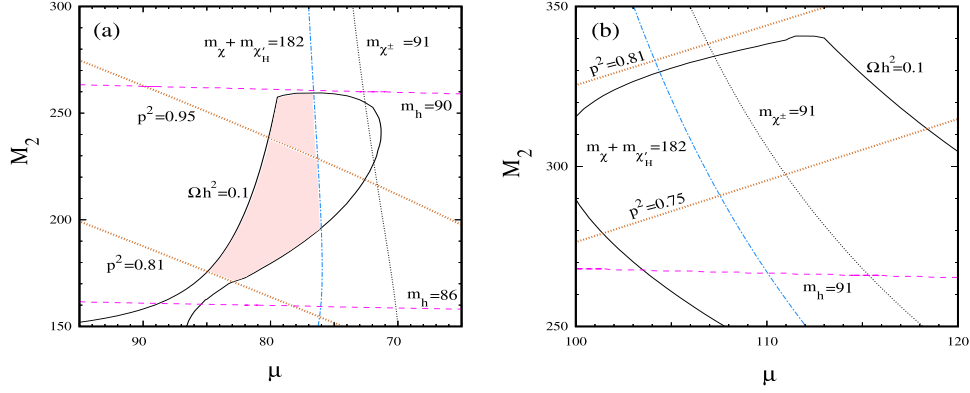 (a)
300
250
200
150
90
80
70
M₂
μ
m_χ + m_χ'_H = 182
m_χ± = 91
m_h = 90
p² = 0.95
Ωh² = 0.1
p² = 0.81
m_h = 86
(b)
350
300
250
100
110
120
M₂
μ
p² = 0.81
Ωh² = 0.1
m_χ± = 91
m_χ + m_χ'_H = 182
p² = 0.75
m_h = 91